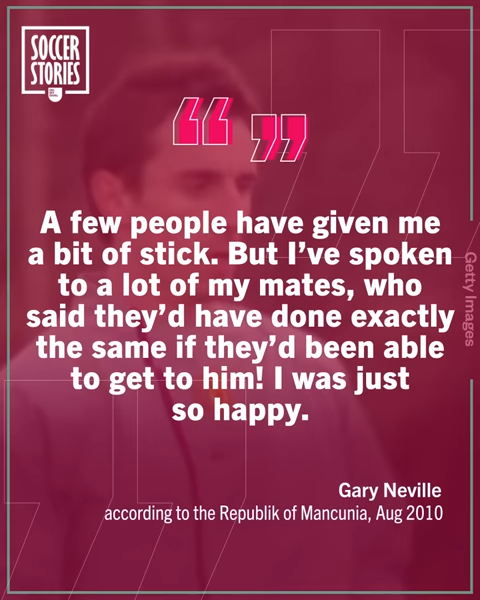 SOCCER
STORIES
“ ”
A few people have given me
a bit of stick. But I’ve spoken
to a lot of my mates, who
said they’d have done exactly
the same if they’d been able
to get to him! I was just
so happy.
Getty Images
Gary Neville
according to the Republik of Mancunia, Aug 2010